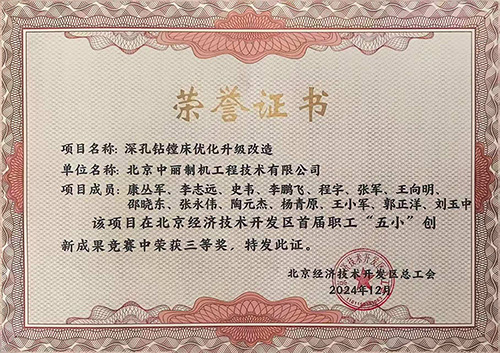 荣誉证书
项目名称：深孔钻镗床优化升级改造
单位名称：北京中丽制机工程技术有限公司
项目成员：康丛军、李志远、史韦、李鹏飞、程宇、张军、王向明、
邵晓东、张永伟、陶元杰、杨青原、王小军、郭正洋、刘玉中
该项目在北京经济技术开发区首届职工“五小”创
新成果竞赛中荣获三等奖，特发此证。
北京经济技术开发区总工会
2024年12月